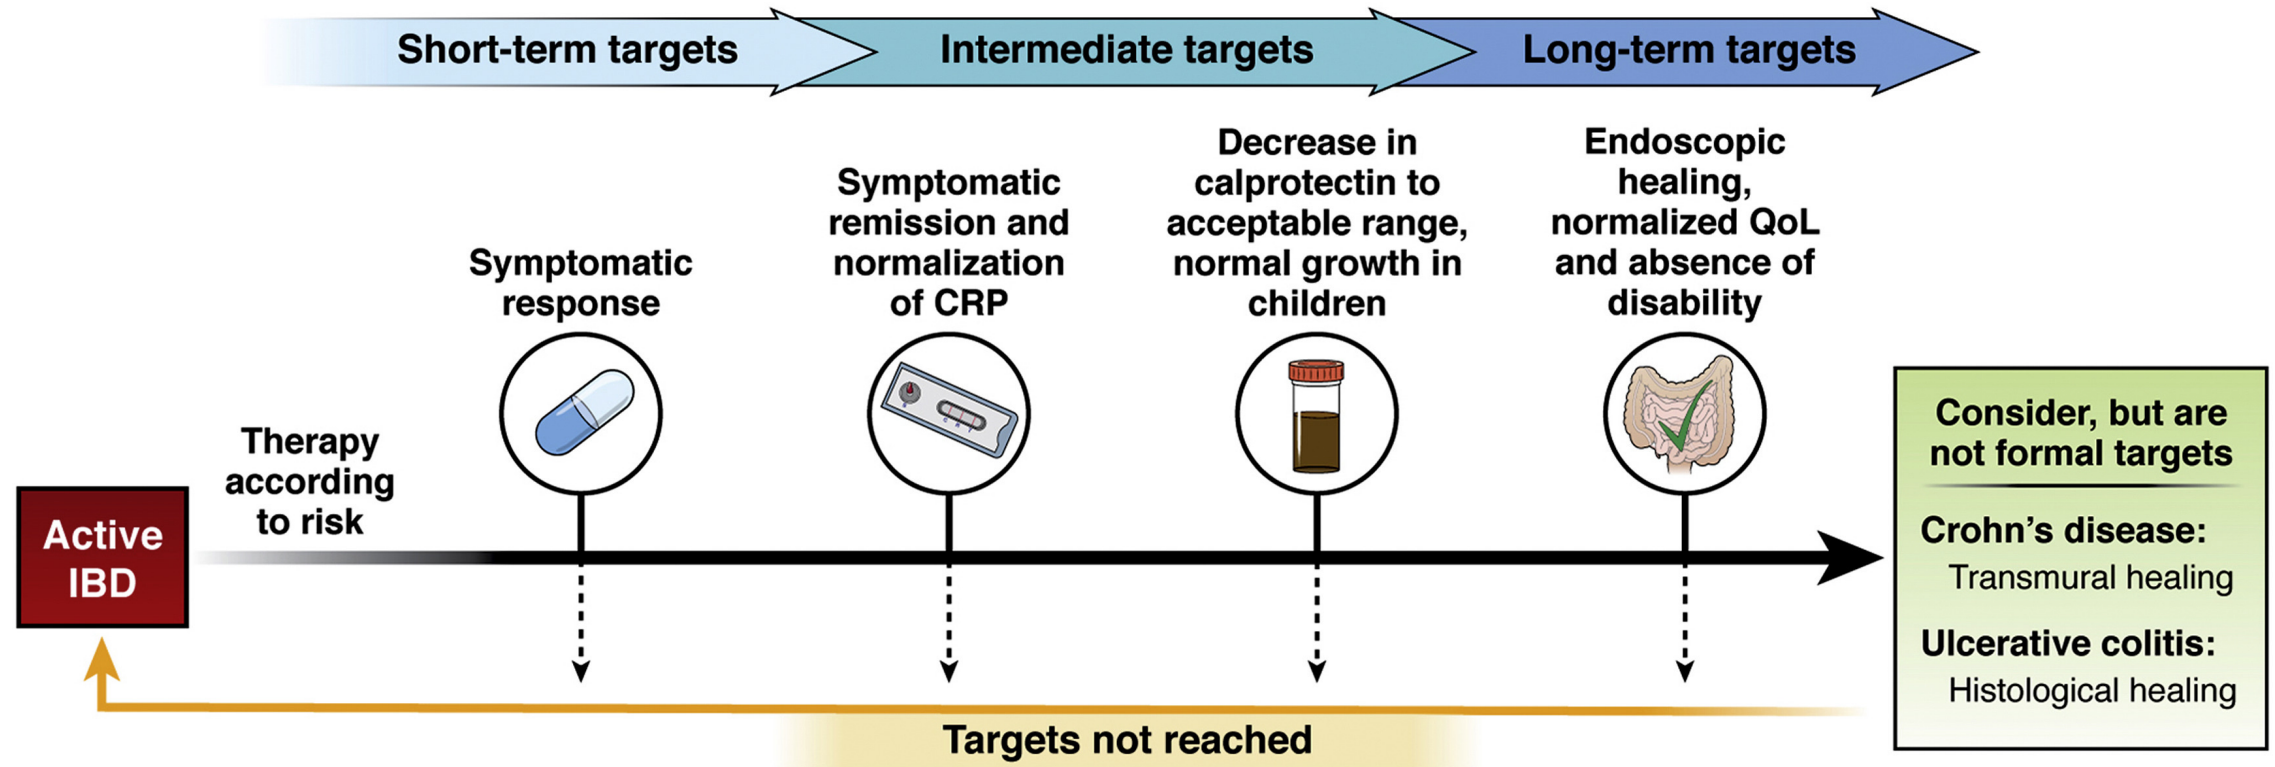 Short-term targets
Intermediate targets
Long-term targets
Symptomatic
response
Symptomatic
remission and
normalization
of CRP
Decrease in
calprotectin to
acceptable range,
normal growth in
children
Endoscopic
healing,
normalized QoL
and absence of
disability
Active
IBD
Therapy
according
to risk
Consider, but are
not formal targets
Crohn’s disease:
Transmural healing
Ulcerative colitis:
Histological healing
Targets not reached